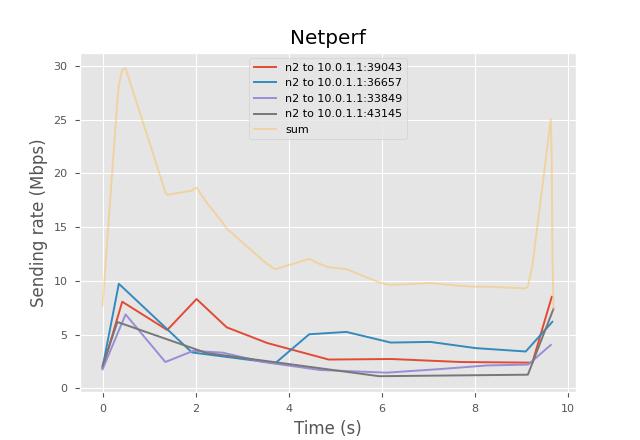 Netperf
n2 to 10.0.1.1:39043
n2 to 10.0.1.1:36657
n2 to 10.0.1.1:33849
n2 to 10.0.1.1:43145
sum
Sending rate (Mbps)
30
25
20
15
10
5
0
0 2 4 6 8 10
Time (s)